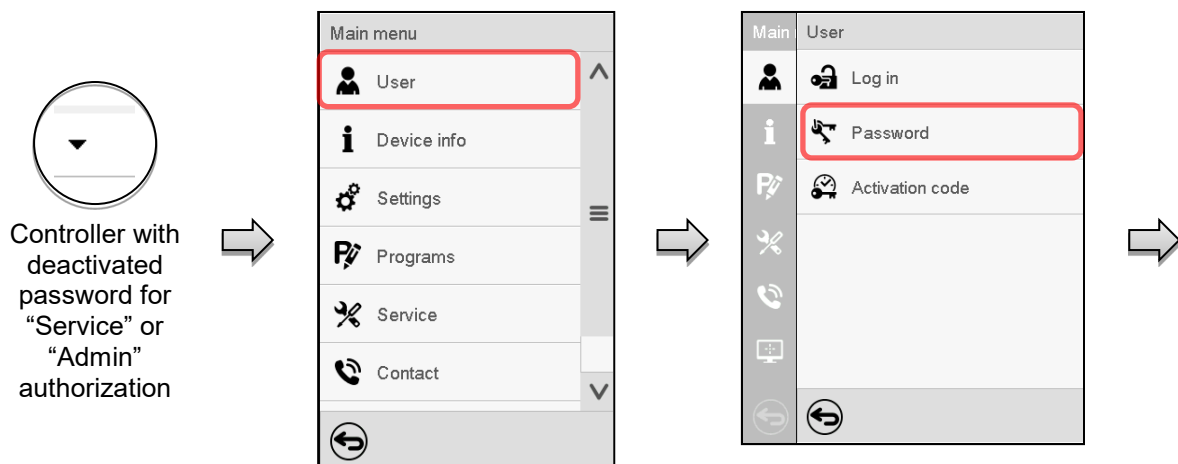 Controller with
deactivated
password for
“Service” or
“Admin”
authorization
Main menu
User
Device info
Settings
Programs
Service
Contact
Main
User
Log in
Password
Activation code